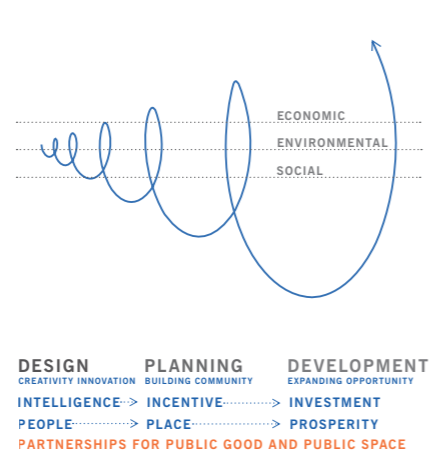 ECONOMIC
ENVIRONMENTAL
SOCIAL
DESIGN PLANNING DEVELOPMENT
CREATIVITY INNOVATION BUILDING COMMUNITY EXPANDING OPPORTUNITY
INTELLIGENCE INCENTIVE INVESTMENT
PEOPLE PLACE PROSPERITY
PARTNERSHIPS FOR PUBLIC GOOD AND PUBLIC SPACE